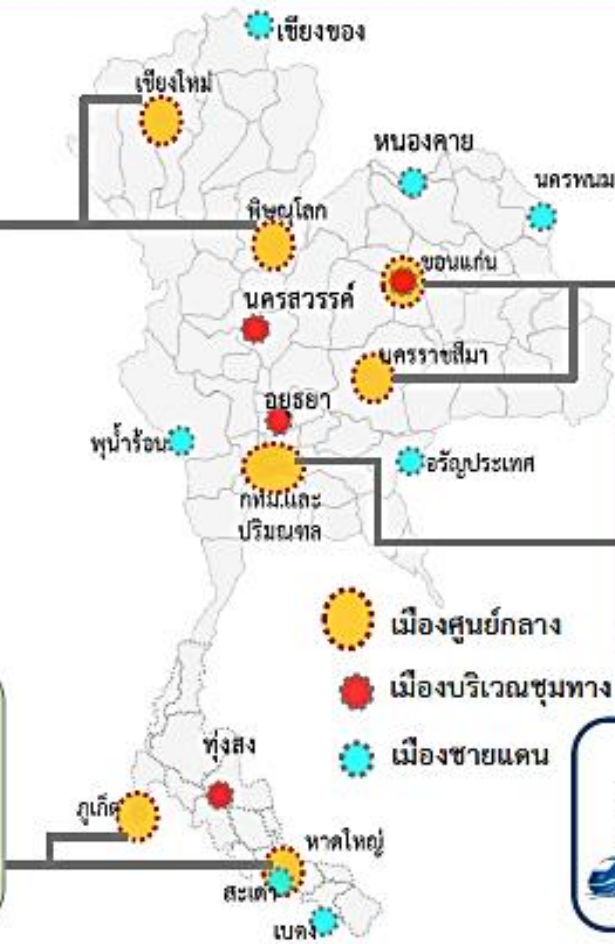 เชียงของ
เชียงใหม่
หนองคาย
นครพนม
พิษณุโลก
ขอนแก่น
นครสวรรค์
นครราชสีมา
อยุธยา
พุน้ำร้อน
อรัญประเทศ
กทม.และ
ปริมณฑล
เมืองศูนย์กลาง
เมืองบริเวณชุมทาง
เมืองชายแดน
ทุ่งสง
ภูเก็ต
หาดใหญ่
สะเดา
เบตง